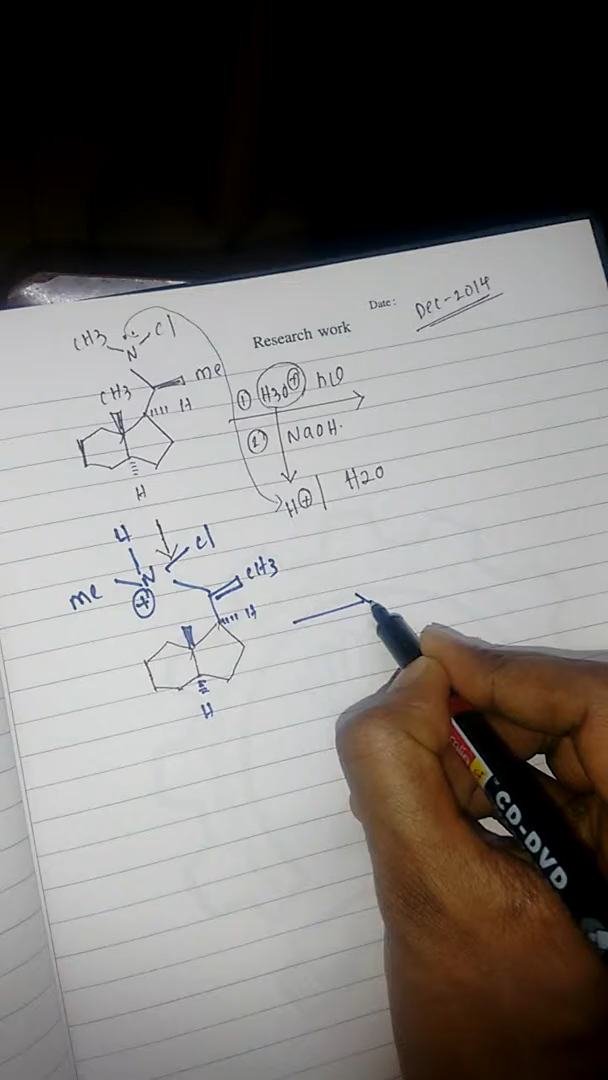 Date: Dec-2014
Research work
CH3 N Cl
Me
CH3
H
H
① H3O⊕ hυ
② NaOH.
H⊕ | H2O
H Cl
Me N ⊕
CH3
H
H
CD-DVD